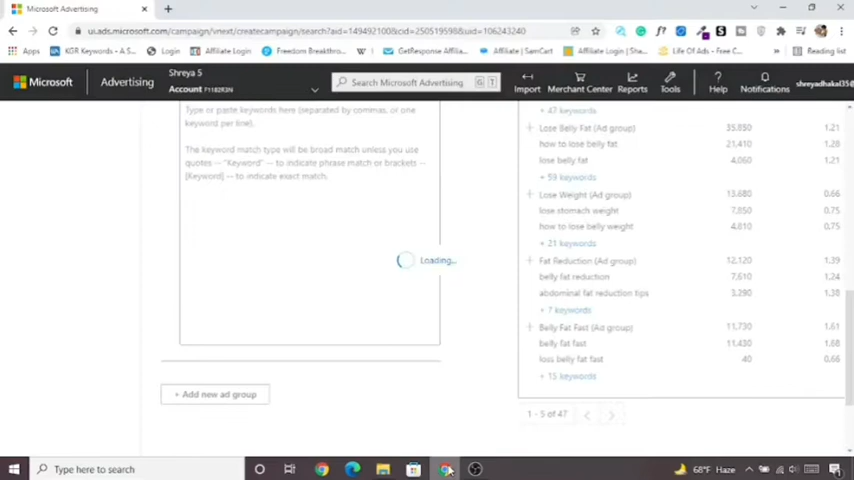 Microsoft Advertising
ui.ads.microsoft.com/campaign/vnext/createcampaign/search?aid=149492100&cid=250519598&uid=106243240
Apps
KGR Keywords - A S...
Login
Affiliate Login
Freedom Breakthro...
GetResponse Affilia...
Affiliate | SamCart
Affiliate Login | Sha...
Life Of Ads - Free C...
Reading list
Microsoft
Advertising
Shreya S
Account F1182R3N
Search Microsoft Advertising
G T
Import
Merchant Center
Reports
Tools
Help
Notifications
shreyadhakal35@
Type or paste keywords here (separated by commas, or one
keyword per line).
The keyword match type will be broad match unless you use
quotes -- "Keyword" -- to indicate phrase match or brackets --
[Keyword] -- to indicate exact match.
Loading...
+ Add new ad group
+ 47 keywords
Lose Belly Fat (Ad group) 35,850 1.21
how to lose belly fat 21,410 1.28
lose belly fat 4,060 1.21
+ 59 keywords
Lose Weight (Ad group) 13,680 0.66
lose stomach weight 7,850 0.75
how to lose belly weight 4,810 0.75
+ 21 keywords
Fat Reduction (Ad group) 12,120 1.39
belly fat reduction 7,610 1.24
abdominal fat reduction tips 3,290 1.38
+ 7 keywords
Belly Fat Fast (Ad group) 11,730 1.61
belly fat fast 11,430 1.68
loss belly fat fast 40 0.66
+ 15 keywords
1 - 5 of 47
Type here to search
68°F Haze